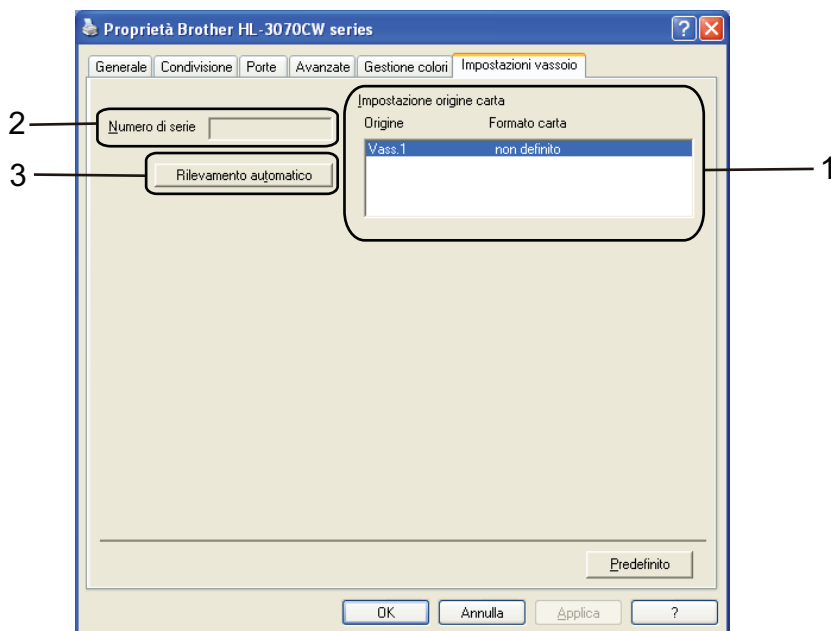 Proprietà Brother HL-3070CW series
Generale Condivisione Porte Avanzate Gestione colori Impostazioni vassoio
Impostazione origine carta
2 Numero di serie Origine Formato carta
Vass.1 non definito 1
3 Rilevamento automatico
Predefinito
OK Annulla Applica ?